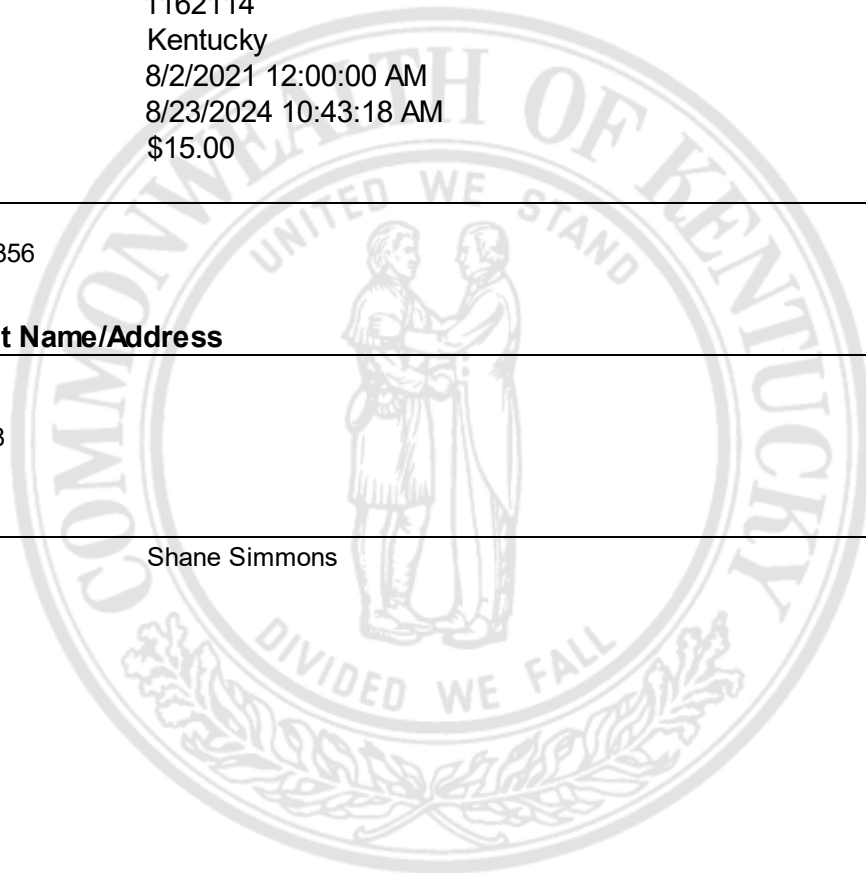 1162114
Kentucky
8/2/2021 12:00:00 AM
8/23/2024 10:43:18 AM
$15.00
COMMONWEALTH OF KENTUCKY
UNITED WE STAND
356
t Name/Address
3
Shane Simmons
DIVIDED WE FALL